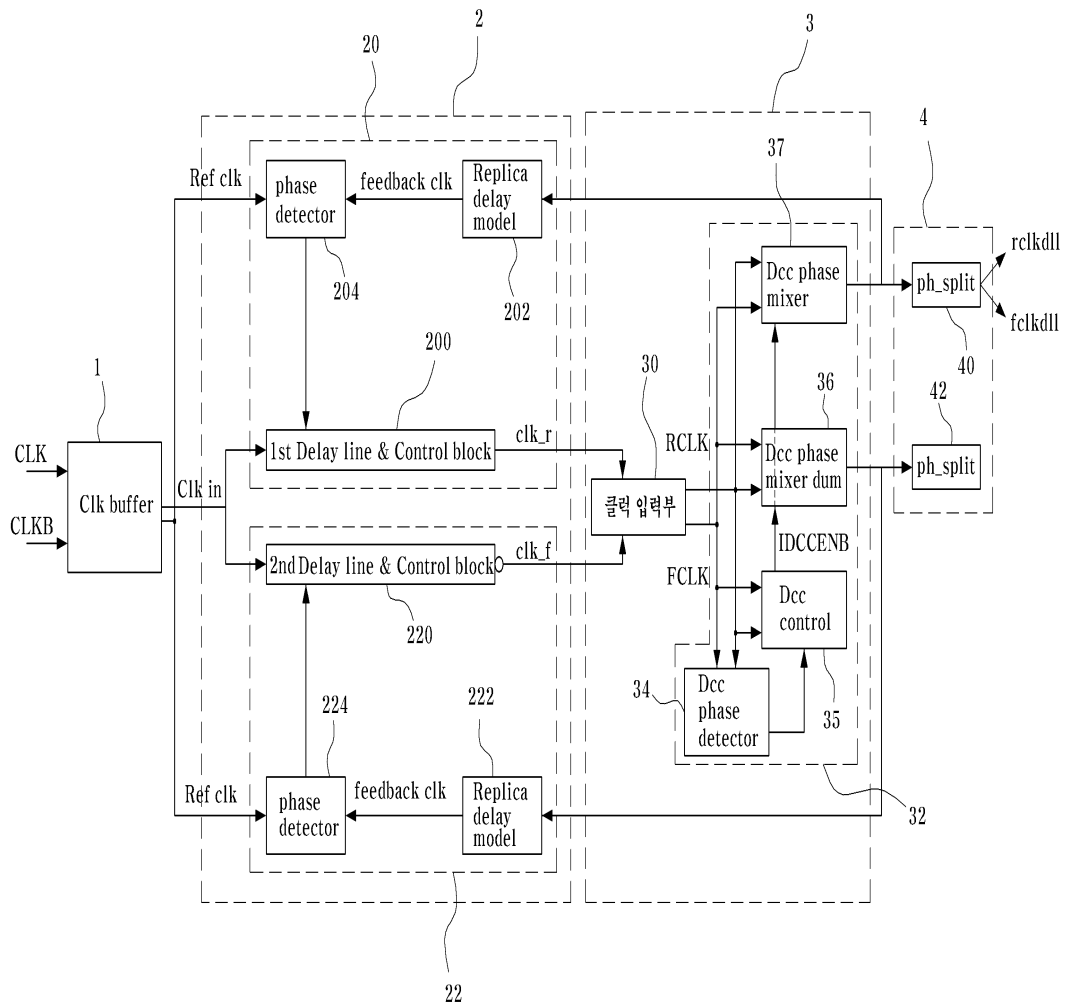 2
3
20
4
37
Ref clk
phase
detector
feedback clk
Replica
delay
model
204
202
Dcc phase
mixer
rclkdll
ph_split
fclkdll
40
200
30
36
42
1
1st Delay line & Control block
clk_r
RCLK
Dcc phase
mixer dum
ph_split
CLK
CLKB
Clk buffer
Clk in
클럭 입력부
IDCCENB
2nd Delay line & Control block
clk_f
FCLK
220
Dcc
control
35
34
Dcc
phase
detector
224
222
Ref clk
phase
detector
feedback clk
Replica
delay
model
32
22